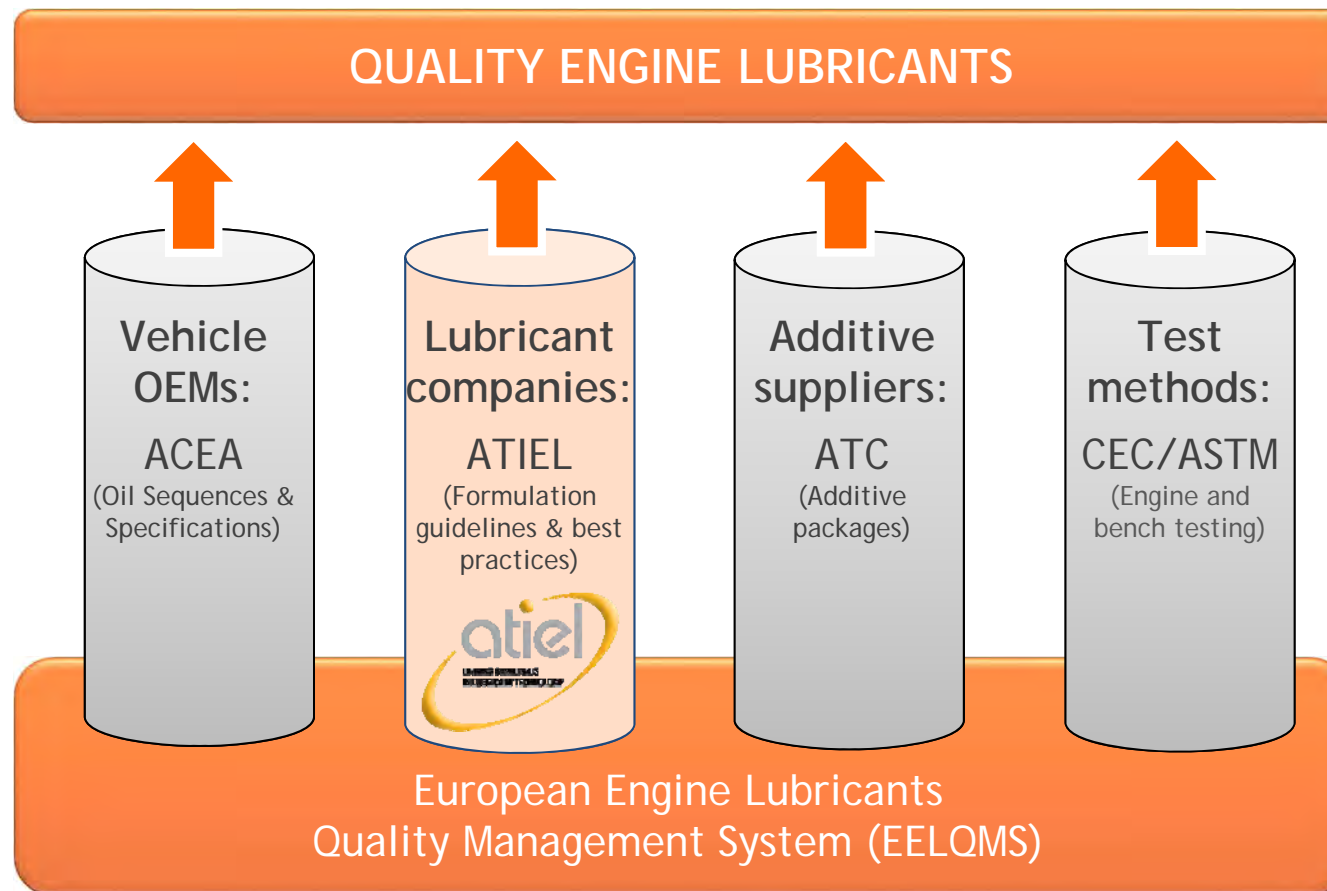 QUALITY ENGINE LUBRICANTS
Vehicle
OEMs:
ACEA
(Oil Sequences &
Specifications)
Lubricant
companies:
ATIEL
(Formulation
guidelines & best
practices)
atiel
Additive
suppliers:
ATC
(Additive
packages)
Test
methods:
CEC/ASTM
(Engine and
bench testing)
European Engine Lubricants
Quality Management System (EELQMS)